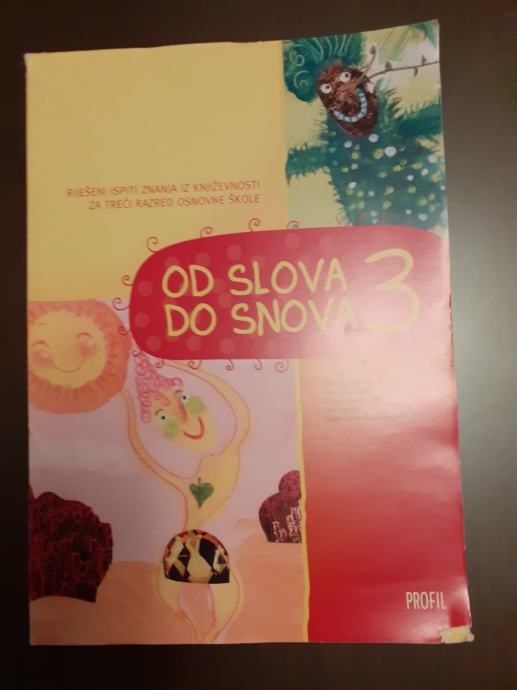 RIJEŠENI ISPITI ZNANJA IZ KNJIŽEVNOSTI
ZA TREĆI RAZRED OSNOVNE ŠKOLE
OD SLOVA
DO SNOVA 3
PROFIL